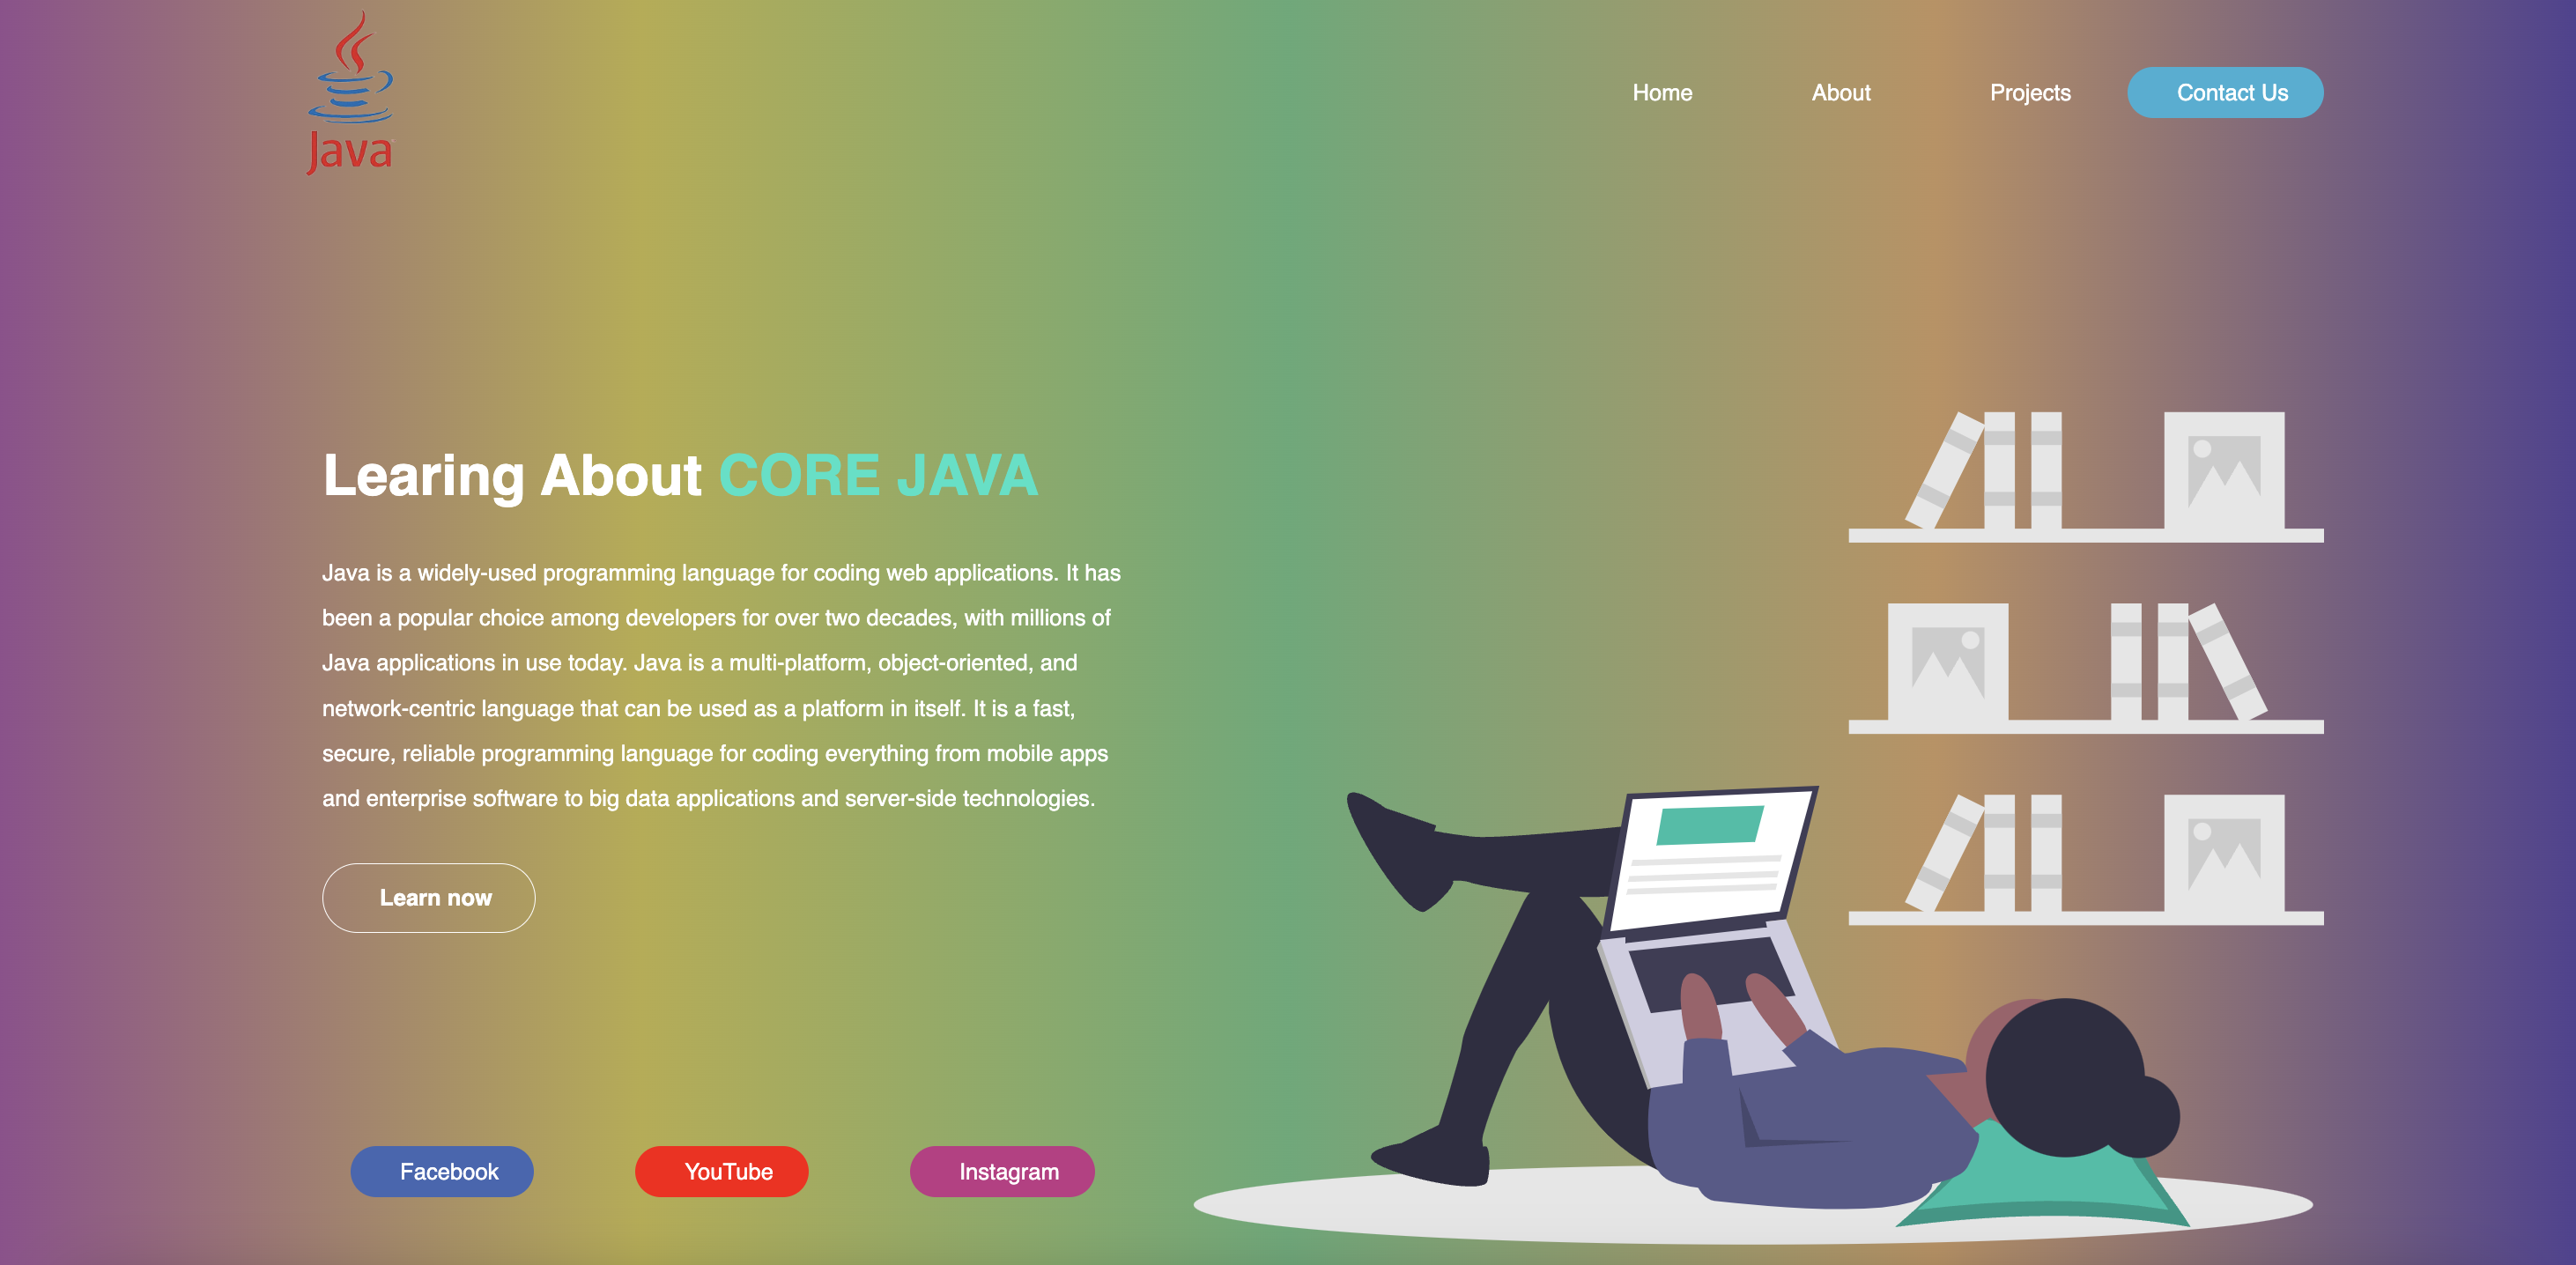 Java
Home About Projects Contact Us
Learing About CORE JAVA
Java is a widely-used programming language for coding web applications. It has
been a popular choice among developers for over two decades, with millions of
Java applications in use today. Java is a multi-platform, object-oriented, and
network-centric language that can be used as a platform in itself. It is a fast,
secure, reliable programming language for coding everything from mobile apps
and enterprise software to big data applications and server-side technologies.
Learn now
Facebook YouTube Instagram